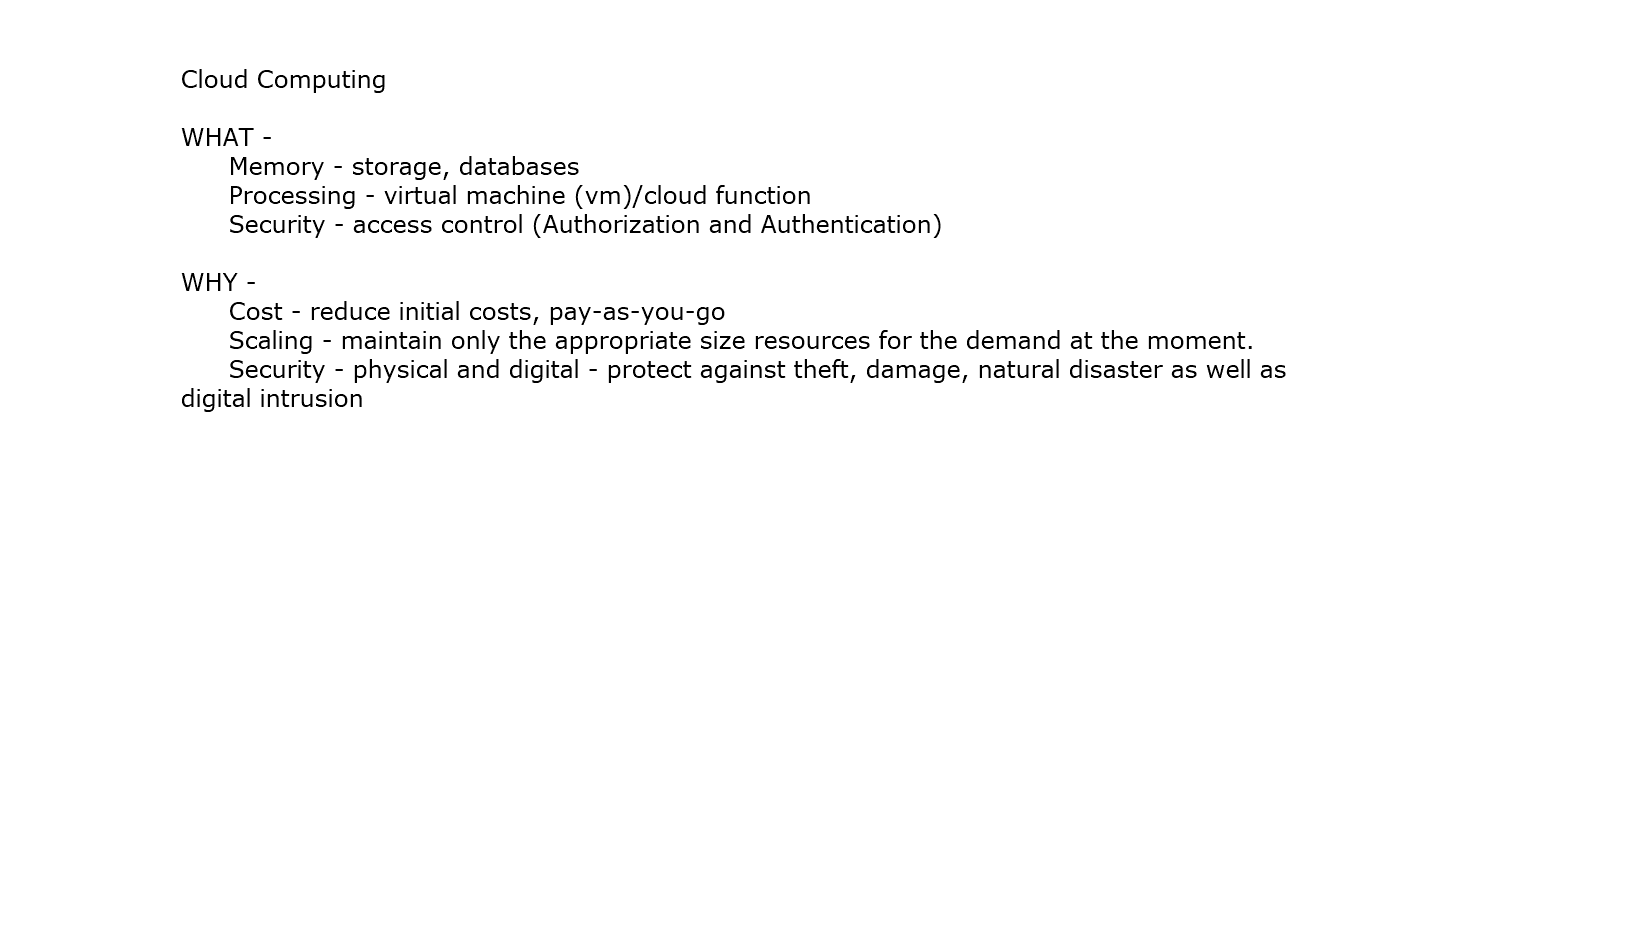 Cloud Computing
WHAT -
Memory - storage, databases
Processing - virtual machine (vm)/cloud function
Security - access control (Authorization and Authentication)
WHY -
Cost - reduce initial costs, pay-as-you-go
Scaling - maintain only the appropriate size resources for the demand at the moment.
Security - physical and digital - protect against theft, damage, natural disaster as well as
digital intrusion